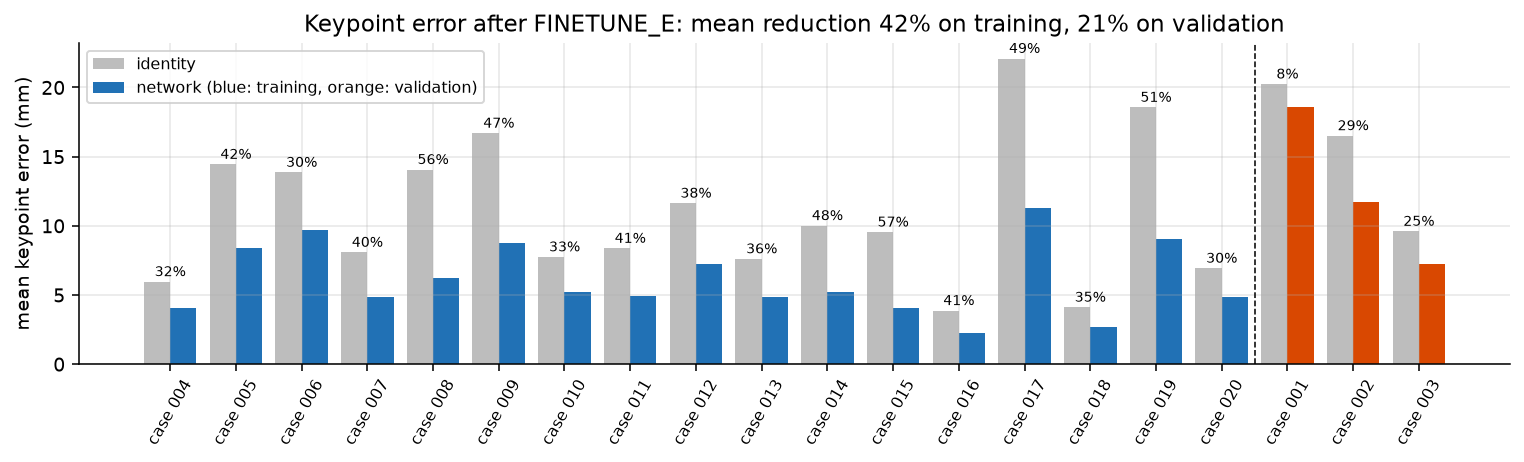 Keypoint error after FINETUNE_E: mean reduction 42% on training, 21% on validation
mean keypoint error (mm)
identity
network (blue: training, orange: validation)
20
15
10
5
0
32%
42%
30%
40%
56%
47%
33%
41%
38%
36%
48%
57%
41%
49%
35%
51%
30%
8%
29%
25%
case 004
case 005
case 006
case 007
case 008
case 009
case 010
case 011
case 012
case 013
case 014
case 015
case 016
case 017
case 018
case 019
case 020
case 001
case 002
case 003